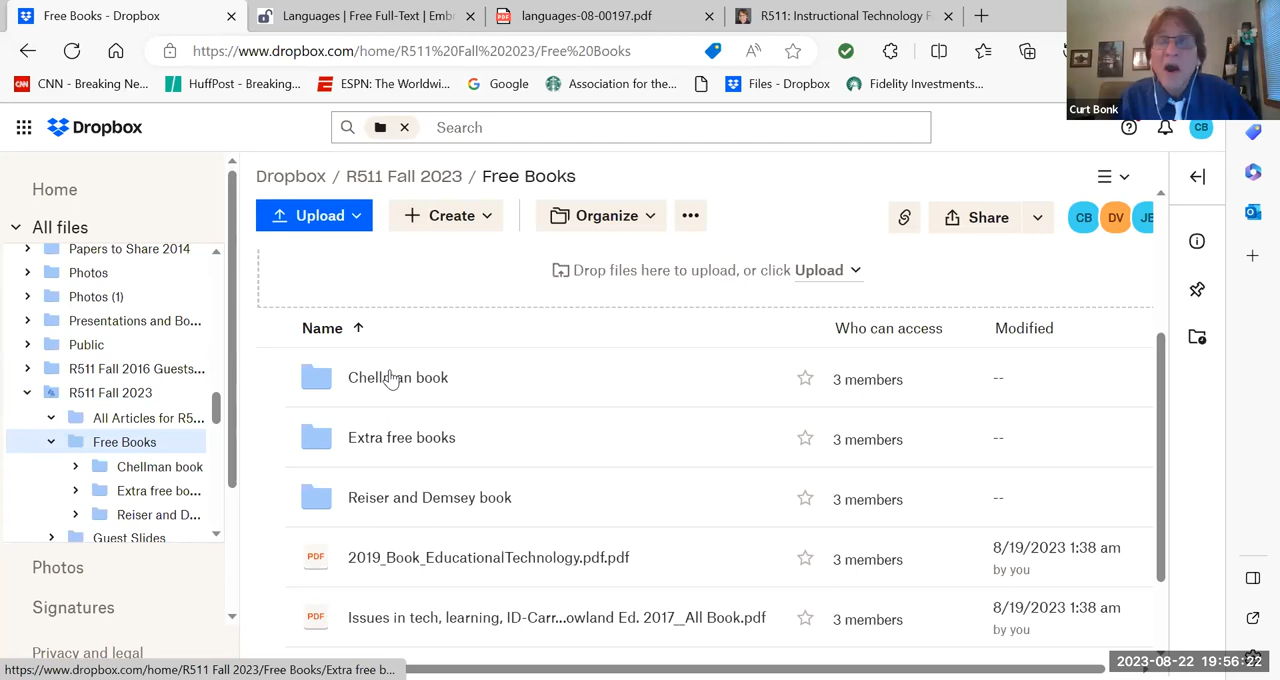 Free Books - Dropbox
Languages | Free Full-Text | Emb
languages-08-00197.pdf
R511: Instructional Technology F
https://www.dropbox.com/home/R511%20Fall%202023/Free%20Books
CNN - Breaking Ne...
HuffPost - Breaking...
ESPN: The Worldwi...
Google
Association for the...
Files - Dropbox
Fidelity Investments...
Curt Bonk
Dropbox
Search
CB
Home
All files
Papers to Share 2014
Photos
Photos (1)
Presentations and Bo...
Public
R511 Fall 2016 Guests...
R511 Fall 2023
All Articles for R5...
Free Books
Chellman book
Extra free bo...
Reiser and D...
Guest Slides
Photos
Signatures
Privacy and legal
Dropbox / R511 Fall 2023 / Free Books
Upload
Create
Organize
Share
CB
DV
JB
Drop files here to upload, or click Upload
Name
Who can access
Modified
Chellman book
3 members
--
Extra free books
3 members
--
Reiser and Demsey book
3 members
--
PDF
2019_Book_EducationalTechnology.pdf.pdf
3 members
8/19/2023 1:38 am
by you
PDF
Issues in tech, learning, ID-Carr...owland Ed. 2017__All Book.pdf
3 members
8/19/2023 1:38 am
by you
https://www.dropbox.com/home/R511 Fall 2023/Free Books/Extra free b...
2023-08-22 19:56:22